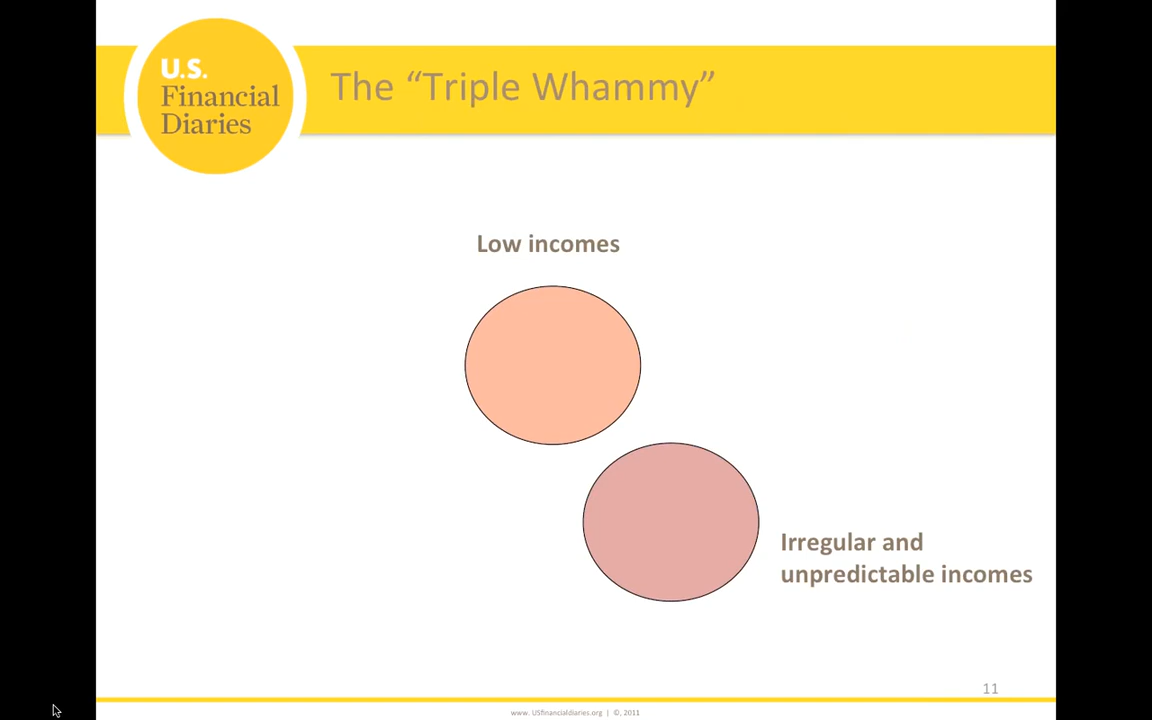 U.S.
Financial
Diaries
The “Triple Whammy”
Low incomes
Irregular and
unpredictable incomes
11
www. USfinancialdiaries.org | ©, 2011